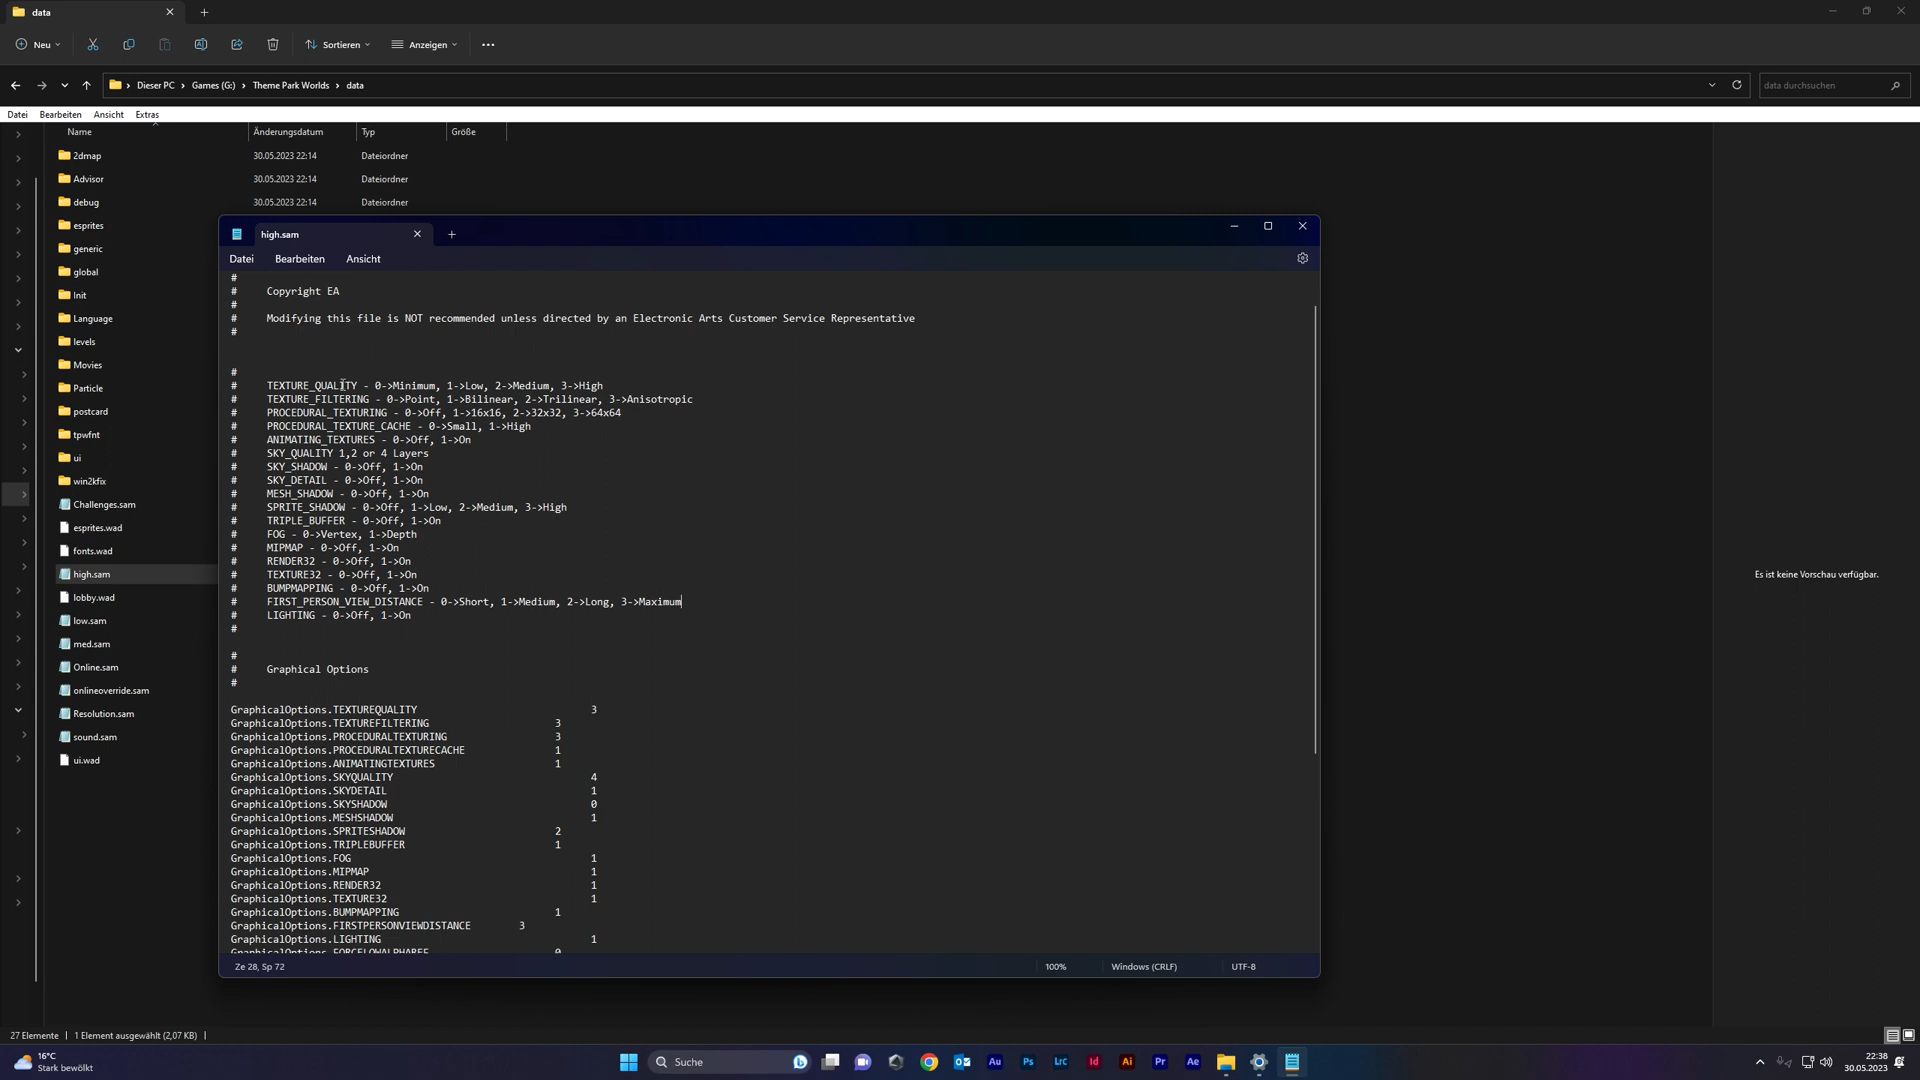 data
Neu
Sortieren
Anzeigen
Dieser PC > Games (G:) > Theme Park Worlds > data
data durchsuchen
Datei Bearbeiten Ansicht Extras
Name Änderungsdatum Typ Größe
2dmap 30.05.2023 22:14 Dateiordner
Advisor 30.05.2023 22:14 Dateiordner
debug 30.05.2023 22:14 Dateiordner
esprites
generic
global
Init
Language
levels
Movies
Particle
postcard
tpwfnt
ui
win2kfix
Challenges.sam
esprites.wad
fonts.wad
high.sam
lobby.wad
low.sam
med.sam
Online.sam
onlineoverride.sam
Resolution.sam
sound.sam
ui.wad
high.sam
Datei Bearbeiten Ansicht
#
# Copyright EA
#
# Modifying this file is NOT recommended unless directed by an Electronic Arts Customer Service Representative
#
#
# TEXTURE_QUALITY - 0->Minimum, 1->Low, 2->Medium, 3->High
# TEXTURE_FILTERING - 0->Point, 1->Bilinear, 2->Trilinear, 3->Anisotropic
# PROCEDURAL_TEXTURING - 0->Off, 1->16x16, 2->32x32, 3->64x64
# PROCEDURAL_TEXTURE_CACHE - 0->Small, 1->High
# ANIMATING_TEXTURES - 0->Off, 1->On
# SKY_QUALITY 1,2 or 4 Layers
# SKY_SHADOW - 0->Off, 1->On
# SKY_DETAIL - 0->Off, 1->On
# MESH_SHADOW - 0->Off, 1->On
# SPRITE_SHADOW - 0->Off, 1->Low, 2->Medium, 3->High
# TRIPLE_BUFFER - 0->Off, 1->On
# FOG - 0->Vertex, 1->Depth
# MIPMAP - 0->Off, 1->On
# RENDER32 - 0->Off, 1->On
# TEXTURE32 - 0->Off, 1->On
# BUMPMAPPING - 0->Off, 1->On
# FIRST_PERSON_VIEW_DISTANCE - 0->Short, 1->Medium, 2->Long, 3->Maximum
# LIGHTING - 0->Off, 1->On
#
#
# Graphical Options
#
GraphicalOptions.TEXTUREQUALITY 3
GraphicalOptions.TEXTUREFILTERING 3
GraphicalOptions.PROCEDURALTEXTURING 3
GraphicalOptions.PROCEDURALTEXTURECACHE 1
GraphicalOptions.ANIMATINGTEXTURES 1
GraphicalOptions.SKYQUALITY 4
GraphicalOptions.SKYDETAIL 1
GraphicalOptions.SKYSHADOW 0
GraphicalOptions.MESHSHADOW 1
GraphicalOptions.SPRITESHADOW 2
GraphicalOptions.TRIPLEBUFFER 1
GraphicalOptions.FOG 1
GraphicalOptions.MIPMAP 1
GraphicalOptions.RENDER32 1
GraphicalOptions.TEXTURE32 1
GraphicalOptions.BUMPMAPPING 1
GraphicalOptions.FIRSTPERSONVIEWDISTANCE 3
GraphicalOptions.LIGHTING 1
GraphicalOptions.FORCELOWALPHAREF 0
Ze 28, Sp 72 100% Windows (CRLF) UTF-8
Es ist keine Vorschau verfügbar.
27 Elemente 1 Element ausgewählt (2,07 KB)
16°C
Stark bewölkt
Suche
Au Ps Lrc Id Ai Pr Ae
22:38
30.05.2023